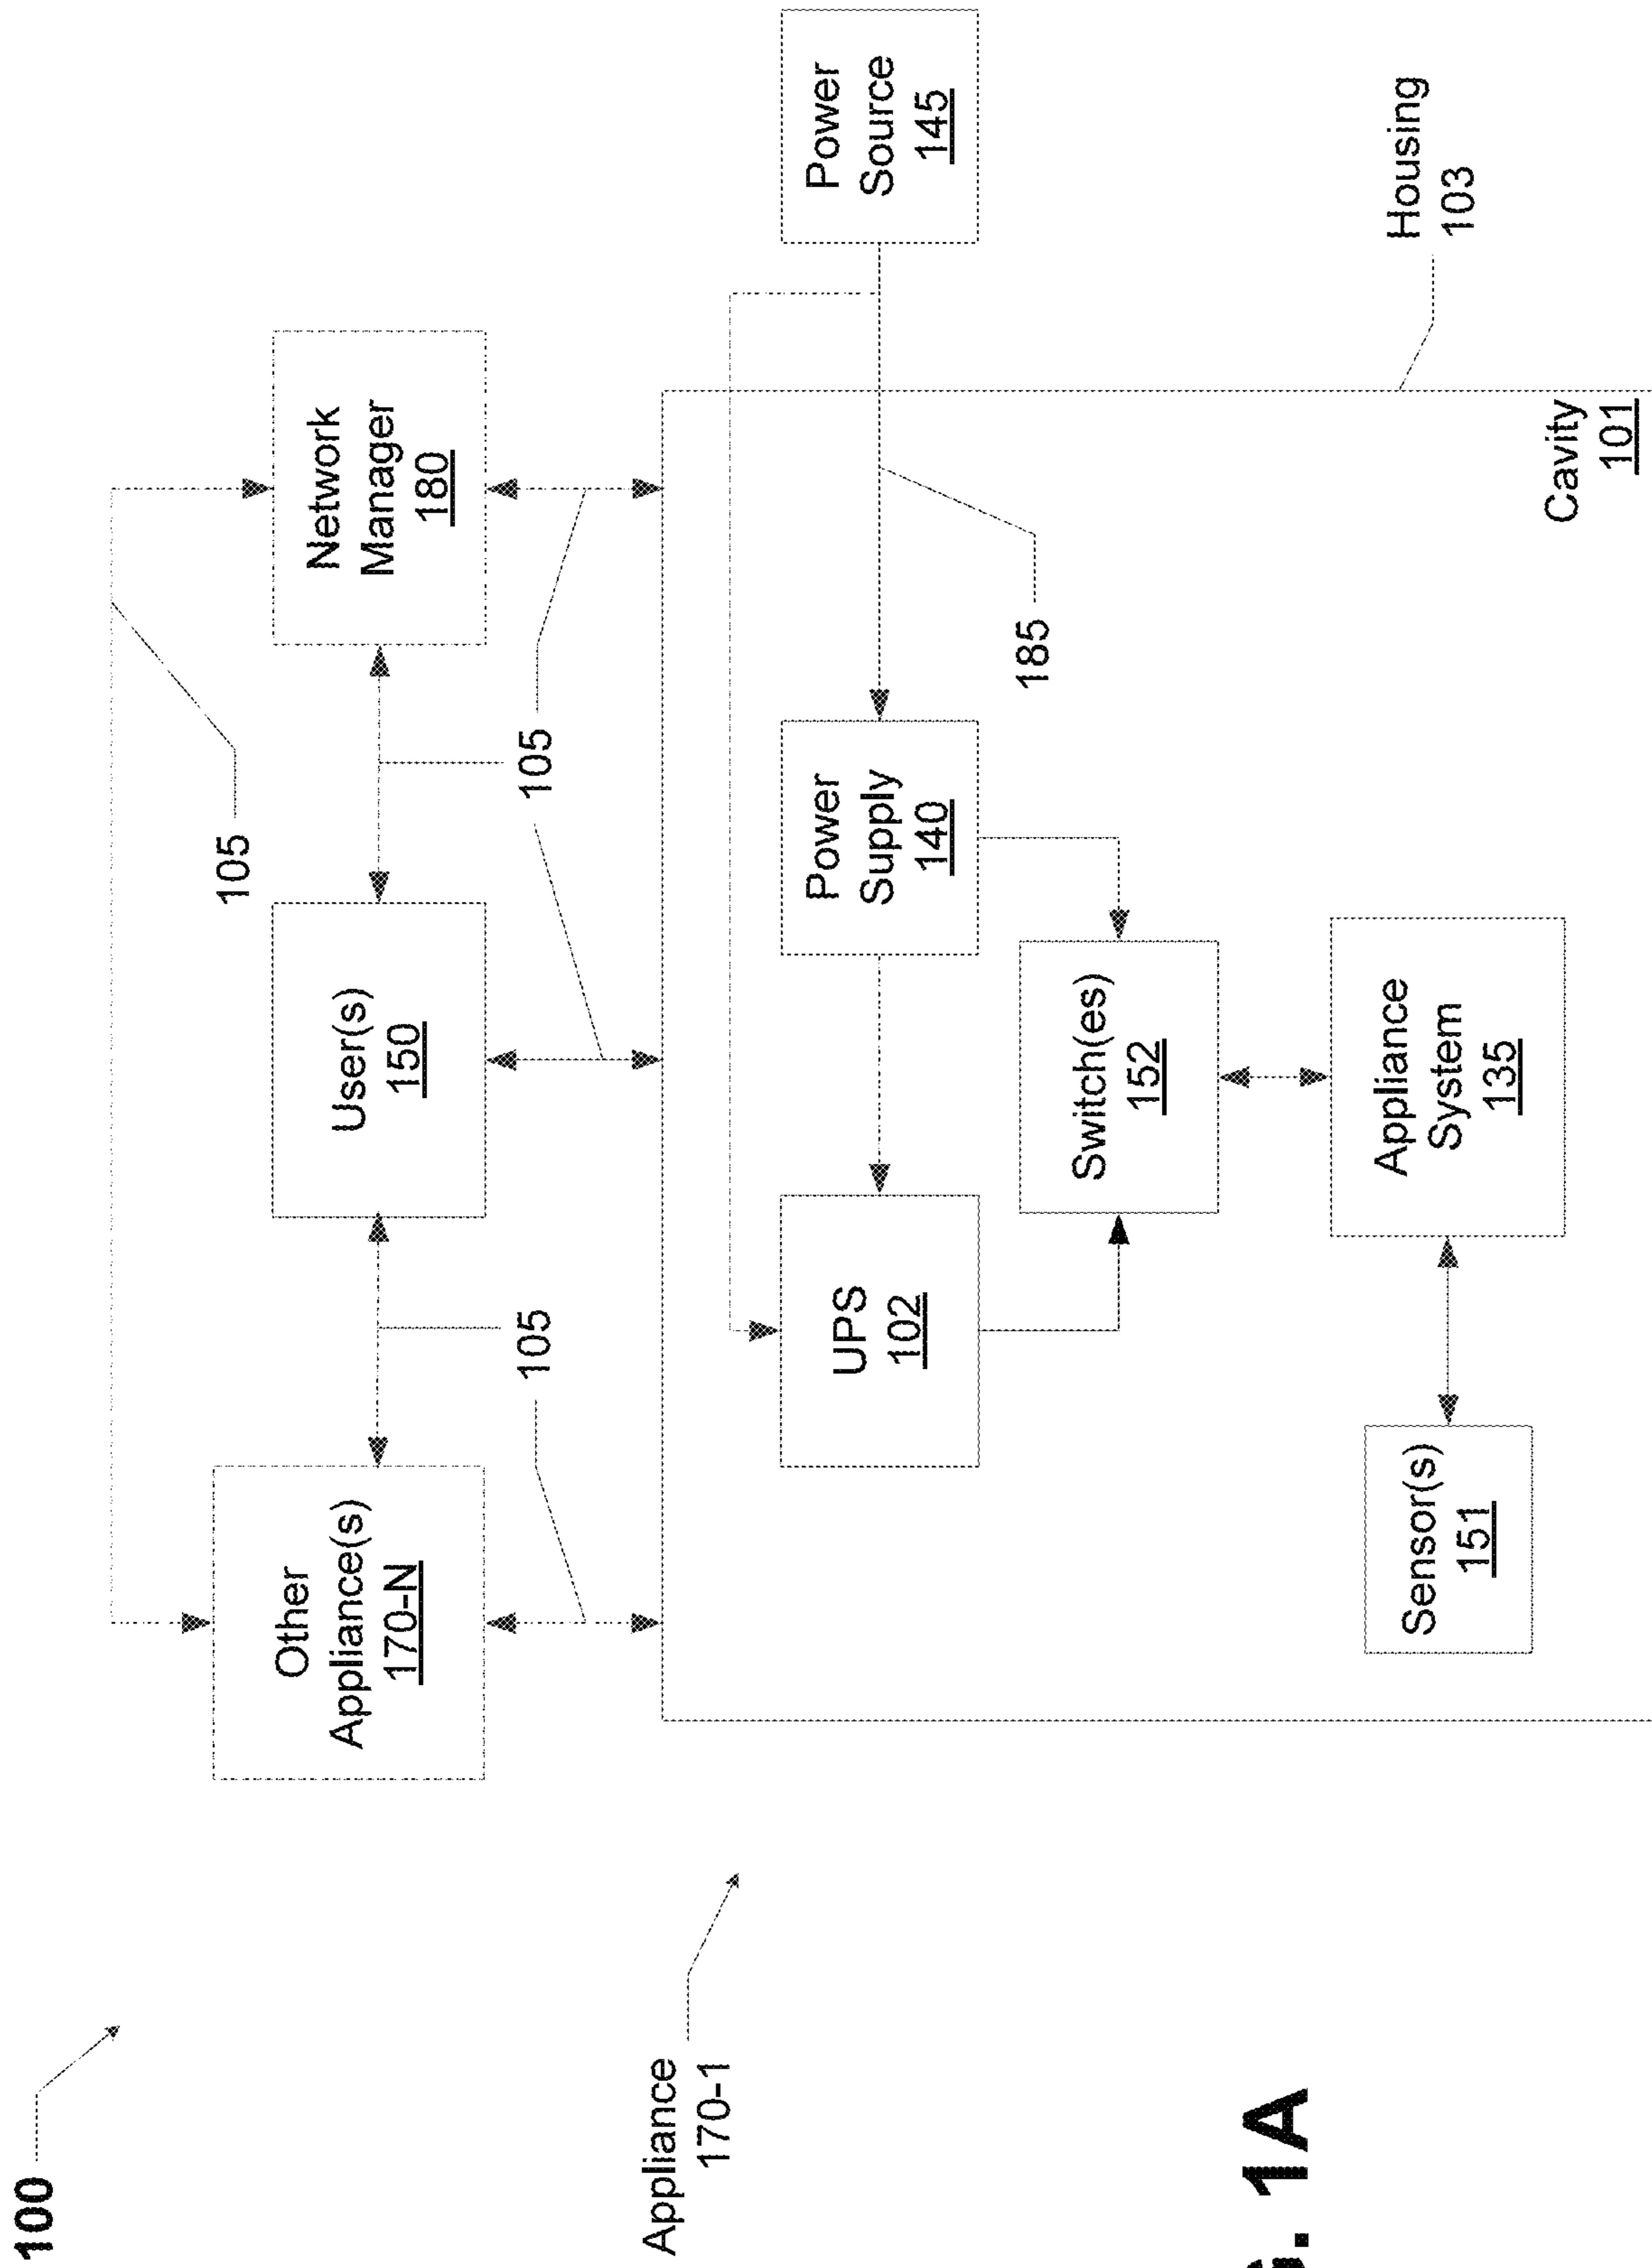 100
105
Other
Appliance(s)
170-N
User(s)
150
Network
Manager
180
105
105
Appliance
170-1
UPS
102
Power
Supply
140
Power
Source
145
185
Switch(es)
152
Sensor(s)
151
Appliance
System
135
Housing
103
Cavity
101
G. 1A